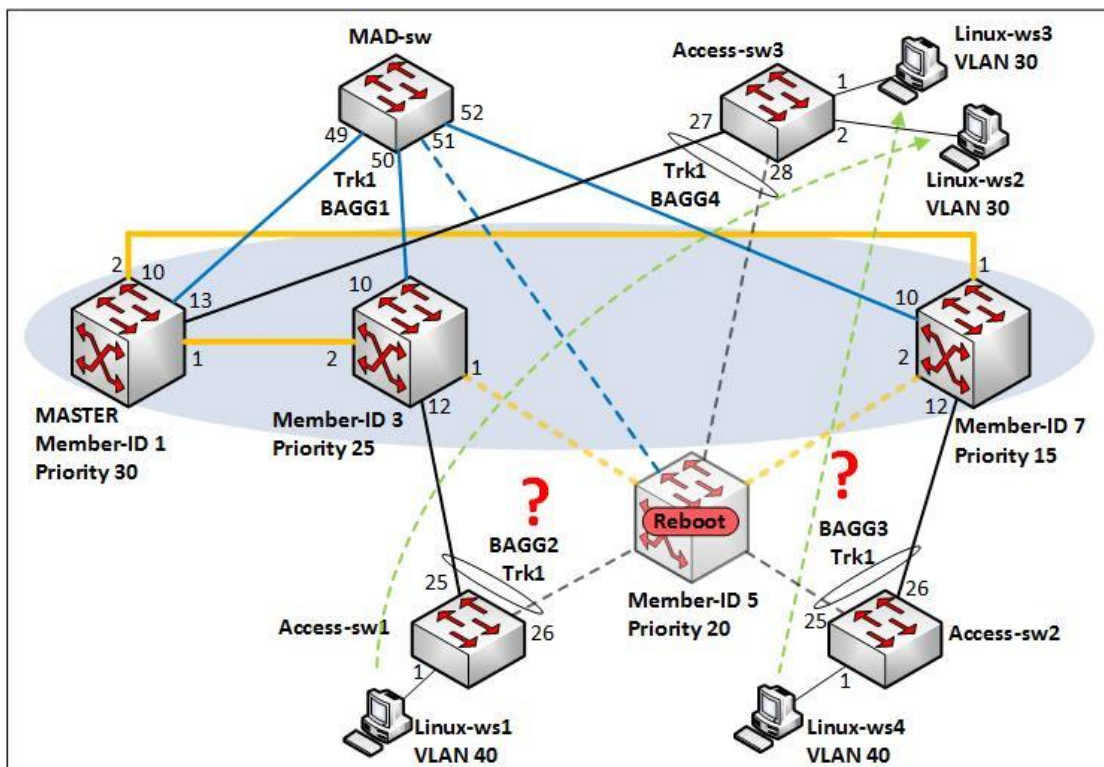 MAD-sw
Access-sw3
Linux-ws3
VLAN 30
1
2
Linux-ws2
VLAN 30
52
51
49
50
27
28
Trk1
BAGG1
Trk1
BAGG4
2
10
13
1
10
2
1
12
1
10
2
12
MASTER
Member-ID 1
Priority 30
Member-ID 3
Priority 25
Member-ID 7
Priority 15
?
?
Reboot
BAGG2
Trk1
BAGG3
Trk1
Member-ID 5
Priority 20
25
26
Access-sw1
1
25
26
Access-sw2
1
Linux-ws1
VLAN 40
Linux-ws4
VLAN 40